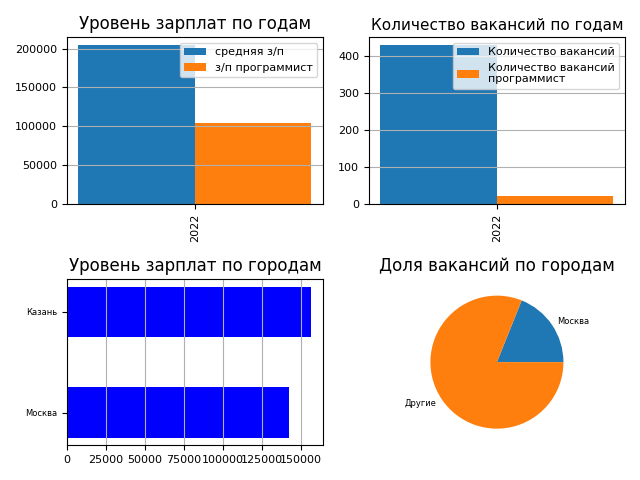 Уровень зарплат по годам
200000
150000
100000
50000
0
средняя з/п
з/п программист
2022
Количество вакансий по годам
400
300
200
100
0
Количество вакансий
Количество вакансий
программист
2022
Уровень зарплат по городам
Казань
Москва
0
25000
50000
75000
100000
125000
150000
Доля вакансий по городам
Москва
Другие